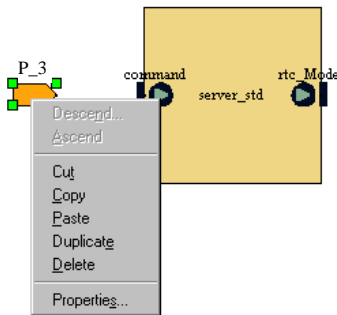 P_3
command
rtc_Mode
server_std
Descend...
Ascend
Cut
Copy
Paste
Duplicate
Delete
Properties...